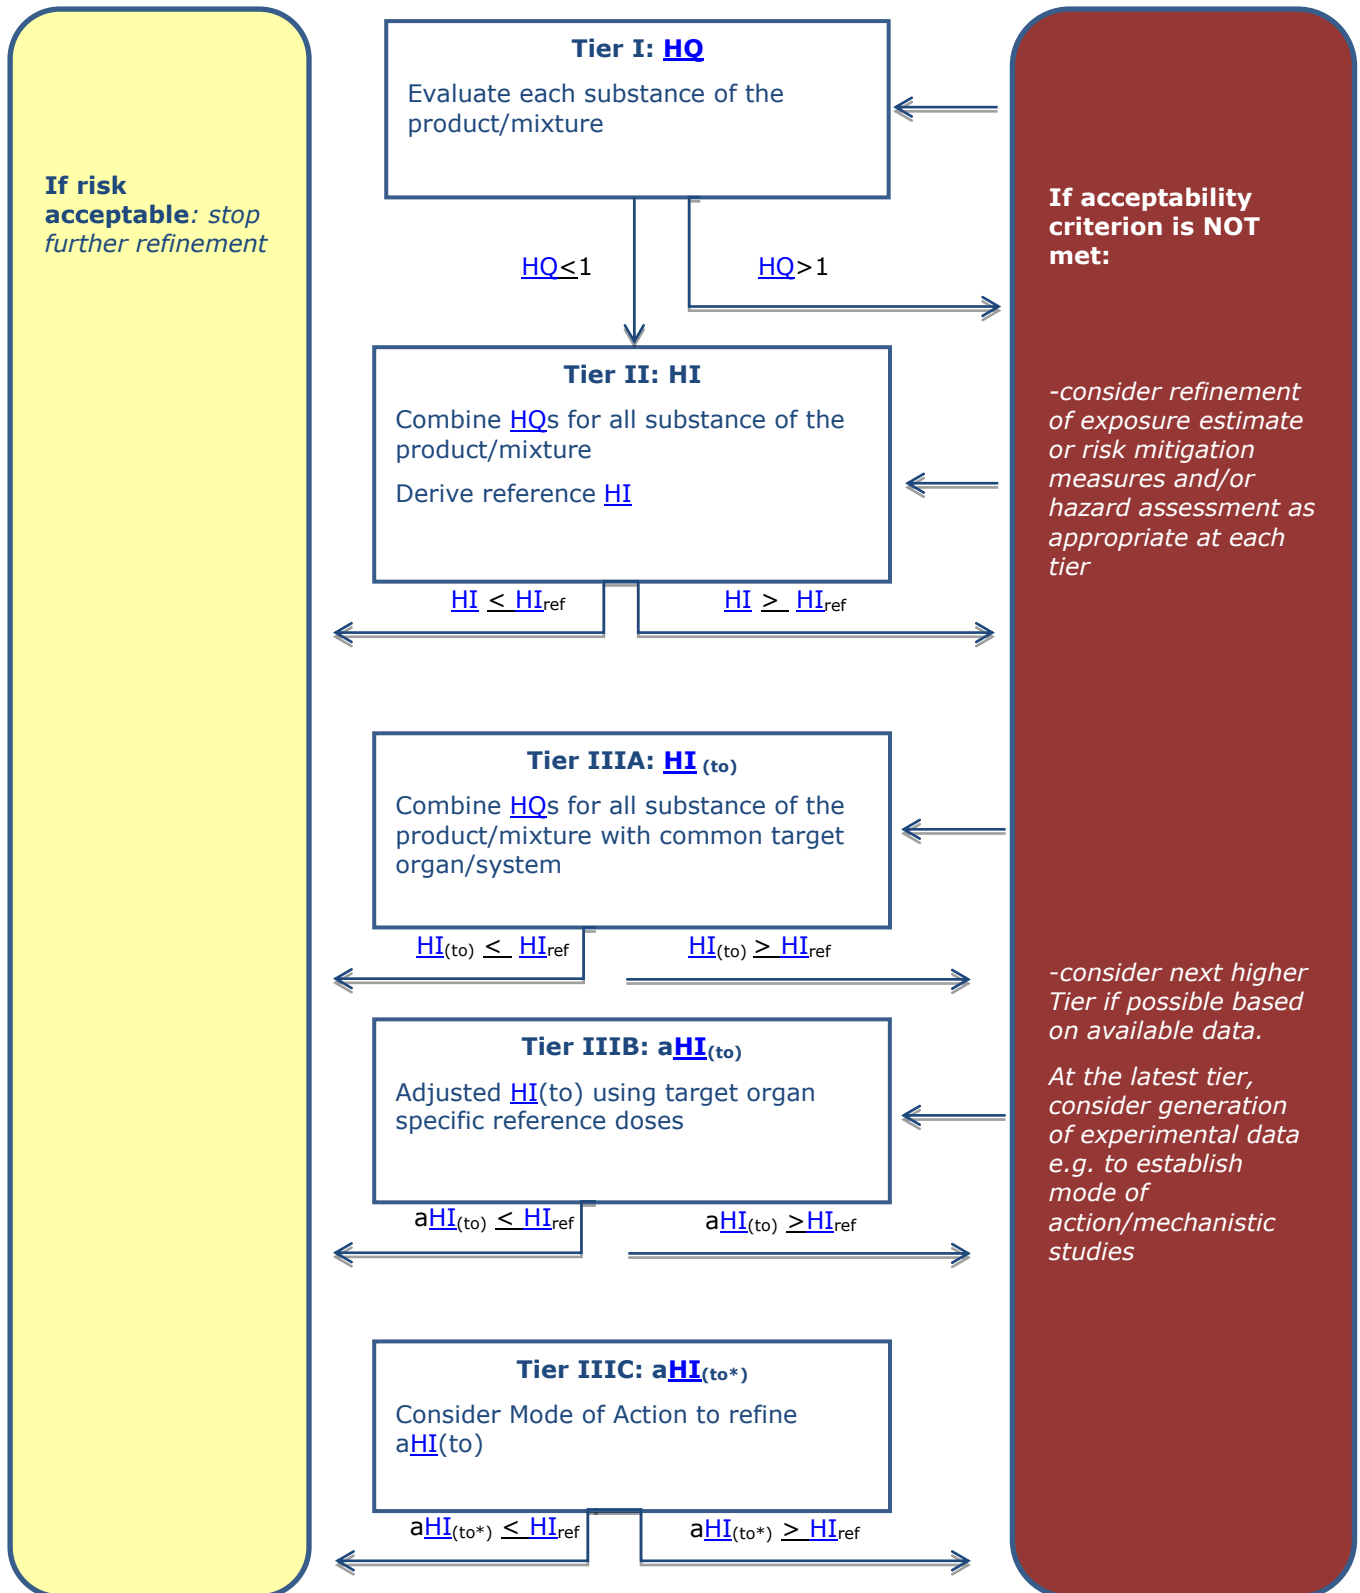 If risk
acceptable: stop
further refinement
Tier I: HQ
Evaluate each substance of the
product/mixture
HQ<1
HQ>1
Tier II: HI
Combine HQs for all substance of the
product/mixture
Derive reference HI
HI < HIref
HI > HIref
Tier IIIA: HI (to)
Combine HQs for all substance of the
product/mixture with common target
organ/system
HI(to) < HIref
HI(to) > HIref
Tier IIIB: aHI(to)
Adjusted HI(to) using target organ
specific reference doses
aHI(to) < HIref
aHI(to) >HIref
Tier IIIC: aHI(to*)
Consider Mode of Action to refine
aHI(to)
aHI(to*) < HIref
aHI(to*) > HIref
If acceptability
criterion is NOT
met:
-consider refinement
of exposure estimate
or risk mitigation
measures and/or
hazard assessment as
appropriate at each
tier
-consider next higher
Tier if possible based
on available data.
At the latest tier,
consider generation
of experimental data
e.g. to establish
mode of
action/mechanistic
studies